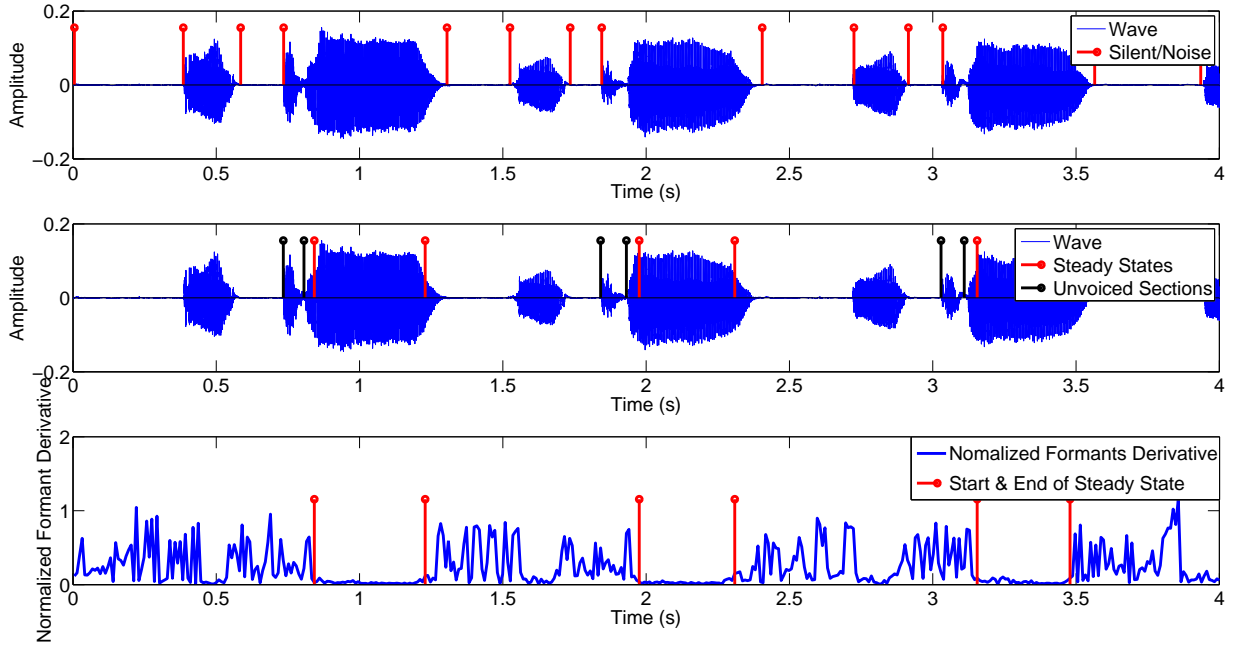 0.2
0
−0.2
Amplitude
0 0.5 1 1.5 2 2.5 3 3.5 4
Time (s)
Wave
Silent/Noise
0.2
0
−0.2
Amplitude
0 0.5 1 1.5 2 2.5 3 3.5 4
Time (s)
Wave
Steady States
Unvoiced Sections
2
1
0
Normalized Formant Derivative
0 0.5 1 1.5 2 2.5 3 3.5 4
Time (s)
Nomalized Formants Derivative
Start & End of Steady State